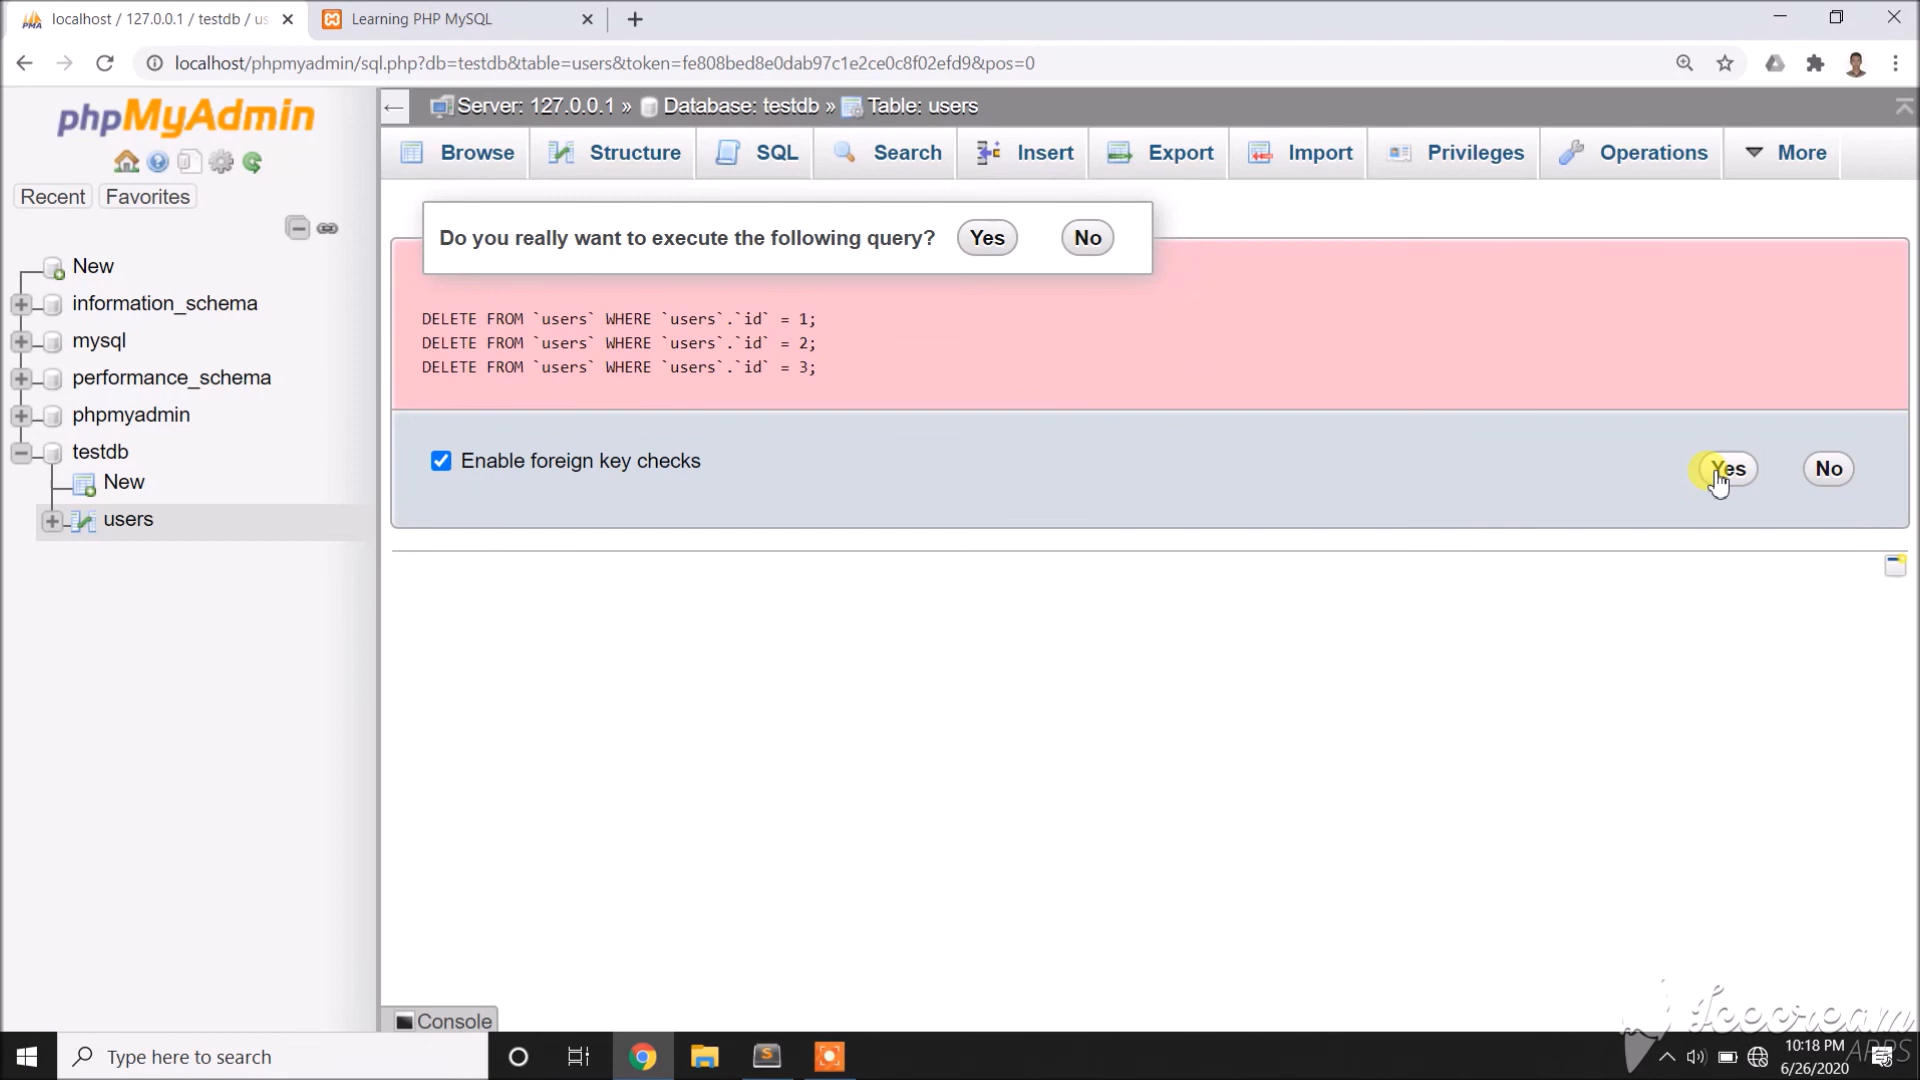 localhost / 127.0.0.1 / testdb / us
Learning PHP MySQL
localhost/phpmyadmin/sql.php?db=testdb&table=users&token=fe808bed8e0dab97c1e2ce0c8f02efd9&pos=0
phpMyAdmin
Server: 127.0.0.1 » Database: testdb » Table: users
Browse Structure SQL Search Insert Export Import Privileges Operations More
Recent Favorites
Do you really want to execute the following query? Yes No
New
information_schema
mysql
performance_schema
phpmyadmin
testdb
New
users
DELETE FROM `users` WHERE `users`.`id` = 1;
DELETE FROM `users` WHERE `users`.`id` = 2;
DELETE FROM `users` WHERE `users`.`id` = 3;
Enable foreign key checks
Yes No
Console
Icecream
APPS
Type here to search
10:18 PM
6/26/2020